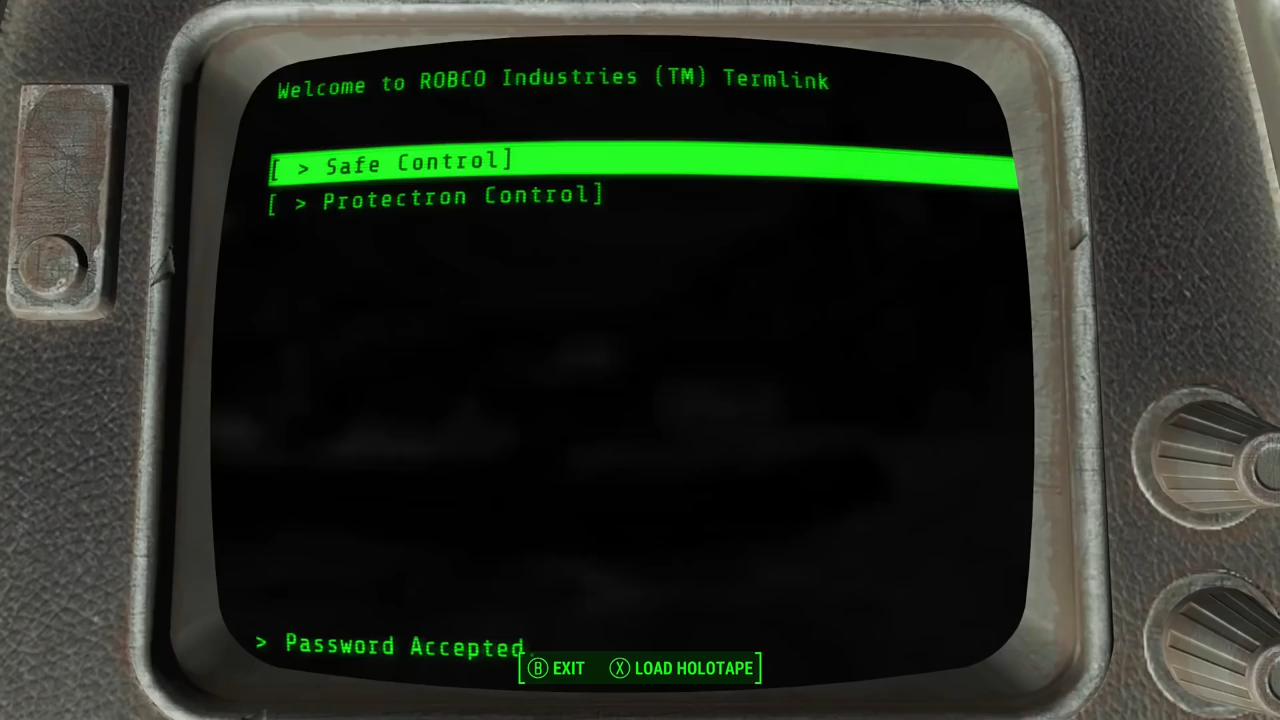 Welcome to ROBCO Industries (TM) Termlink
[ > Safe Control]
[ > Protectron Control]
> Password Accepted.
B EXIT X LOAD HOLOTAPE